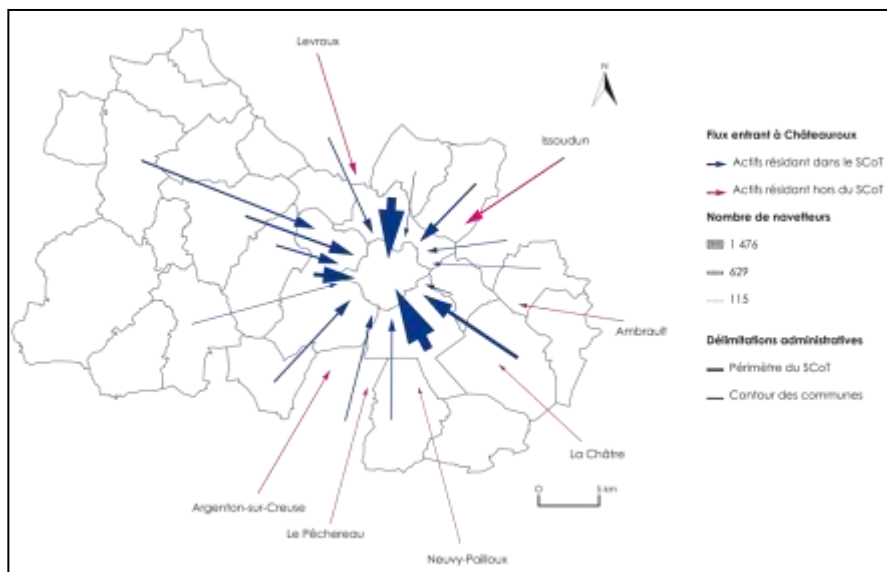 Levroux
N
Issoudun
Flux entrant à Châteauroux
Actifs résidant dans le SCoT
Actifs résidant hors du SCoT
Nombre de navetteurs
1 476
629
115
Ambrault
Délimitations administratives
Périmètre du SCoT
Contour des communes
La Châtre
0 5 km
Argenton-sur-Creuse
Le Pêchereau
Neuvy-Pailloux